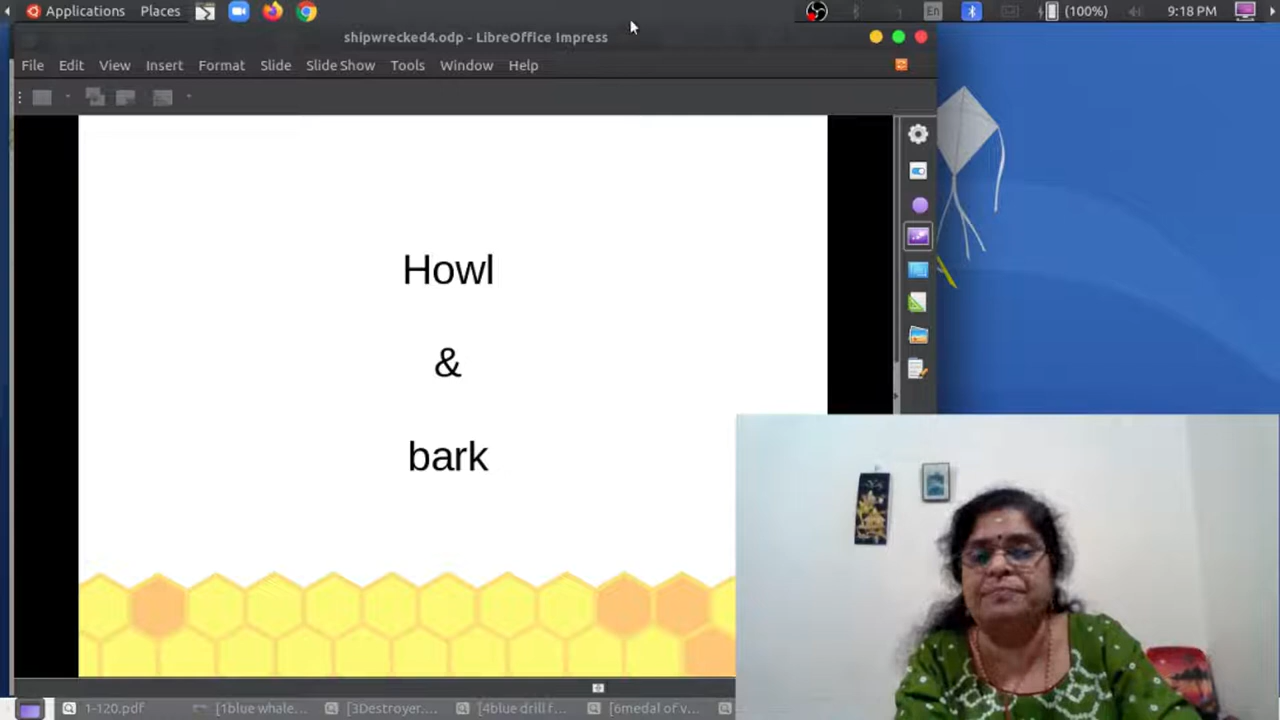 Applications Places En (100%) 9:18 PM
shipwrecked4.odp - LibreOffice Impress
File Edit View Insert Format Slide Slide Show Tools Window Help
Howl
&
bark
1-120.pdf [1blue whale... [3Destroyer.... [4blue drill f... [6medal of v...